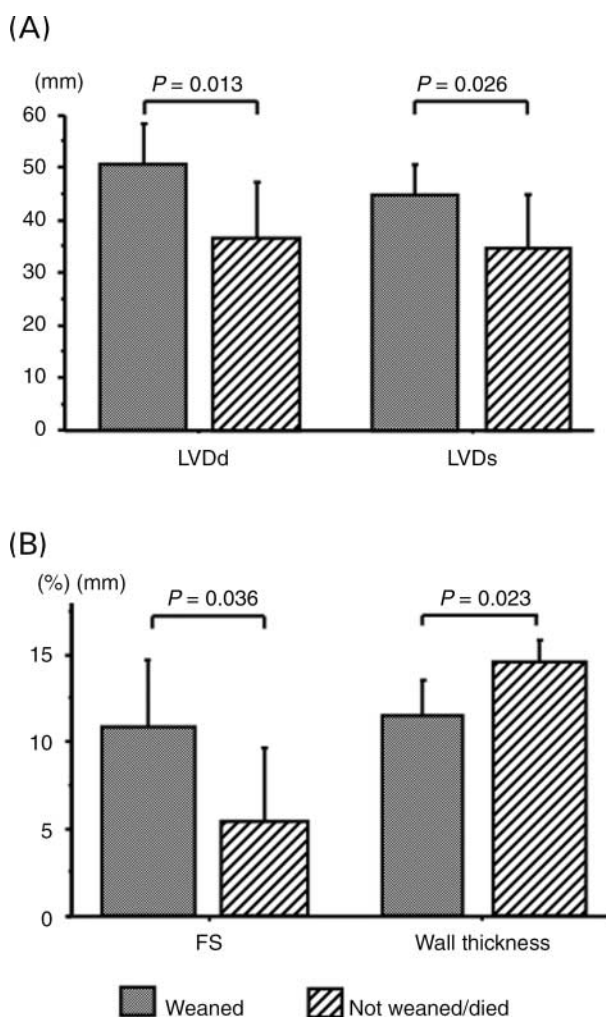 (A)
(mm)
P = 0.013
P = 0.026
60
50
40
30
20
10
0
LVDd
LVDs
(B)
(%) (mm)
P = 0.036
P = 0.023
15
10
5
0
FS
Wall thickness
Weaned
Not weaned/died